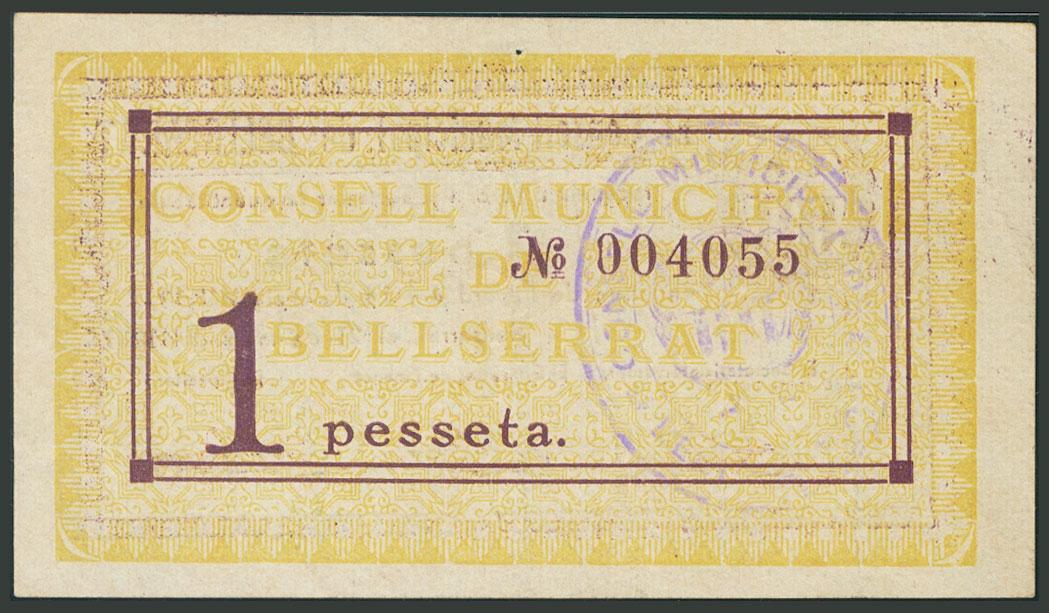 CONSELL MUNICIPAL
Nº 004055
DE
BELLSERRAT
1 pesseta.